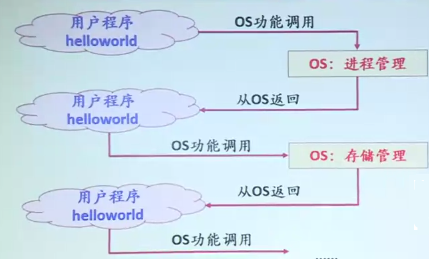 用户程序
helloworld
OS功能调用
OS：进程管理
用户程序
helloworld
从OS返回
OS功能调用
OS：存储管理
用户程序
helloworld
从OS返回
OS功能调用
......